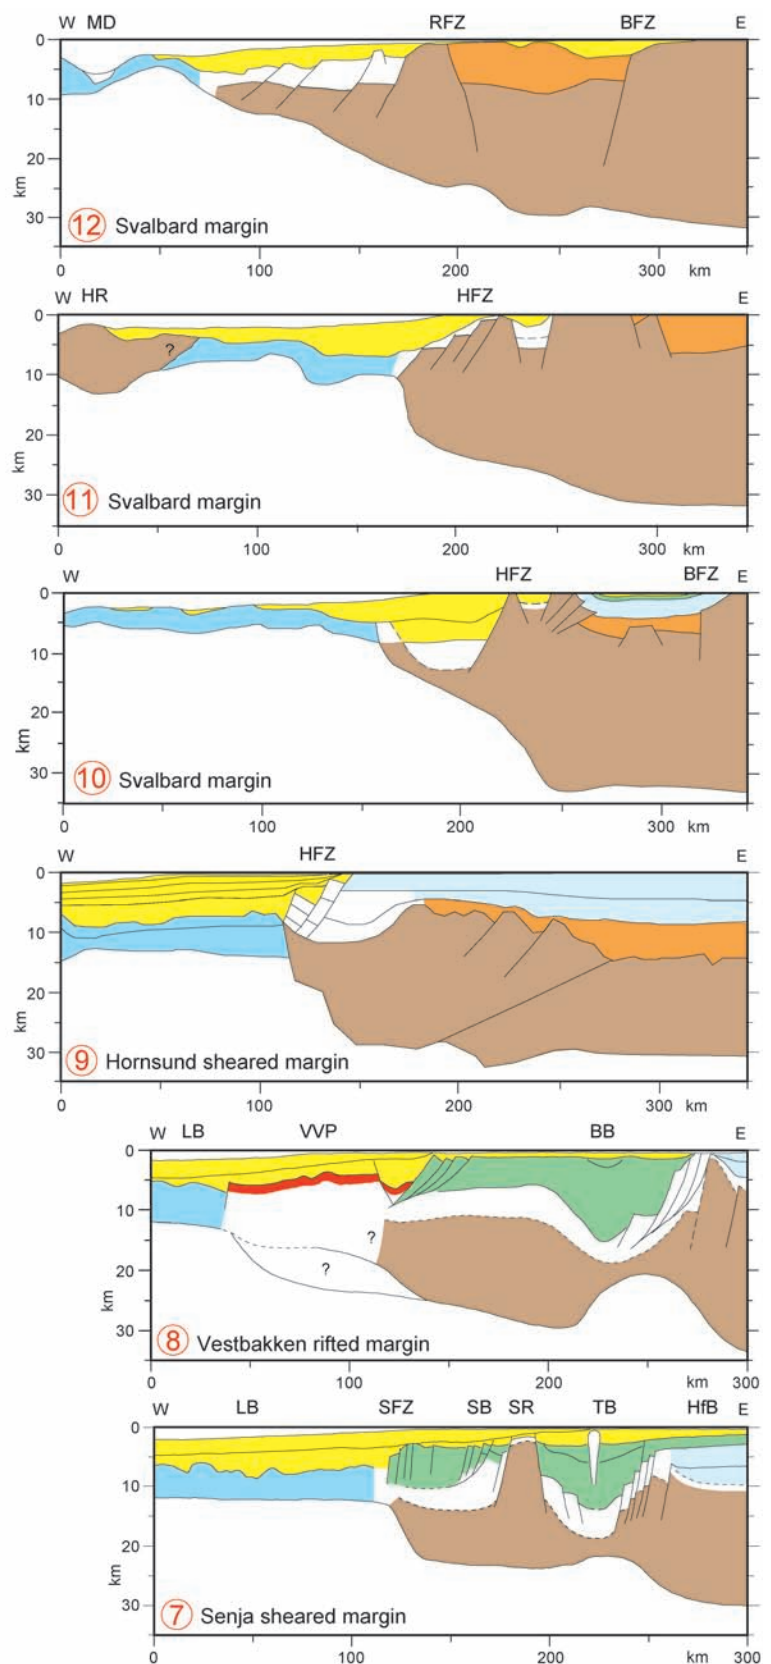 W MD RFZ BFZ E
0
10
20
30
km
12 Svalbard margin
0 100 200 300 km
W HR HFZ E
0
10
20
30
km
?
11 Svalbard margin
0 100 200 300 km
W HFZ BFZ E
0
10
20
30
km
10 Svalbard margin
0 100 200 300 km
W HFZ E
0
10
20
30
km
9 Hornsund sheared margin
0 100 200 300 km
W LB VVP BB E
0
10
20
30
km
?
?
8 Vestbakken rifted margin
0 100 200 km 300
W LB SFZ SB SR TB HfB E
0
10
20
30
km
7 Senja sheared margin
0 100 200 km 300